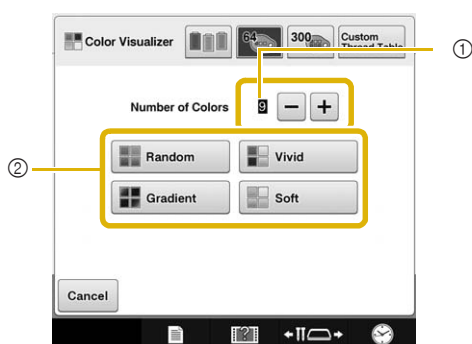 Color Visualizer 64 300 Custom
Thread Table
①
Number of Colors 9 − +
②
Random Vivid
Gradient Soft
Cancel